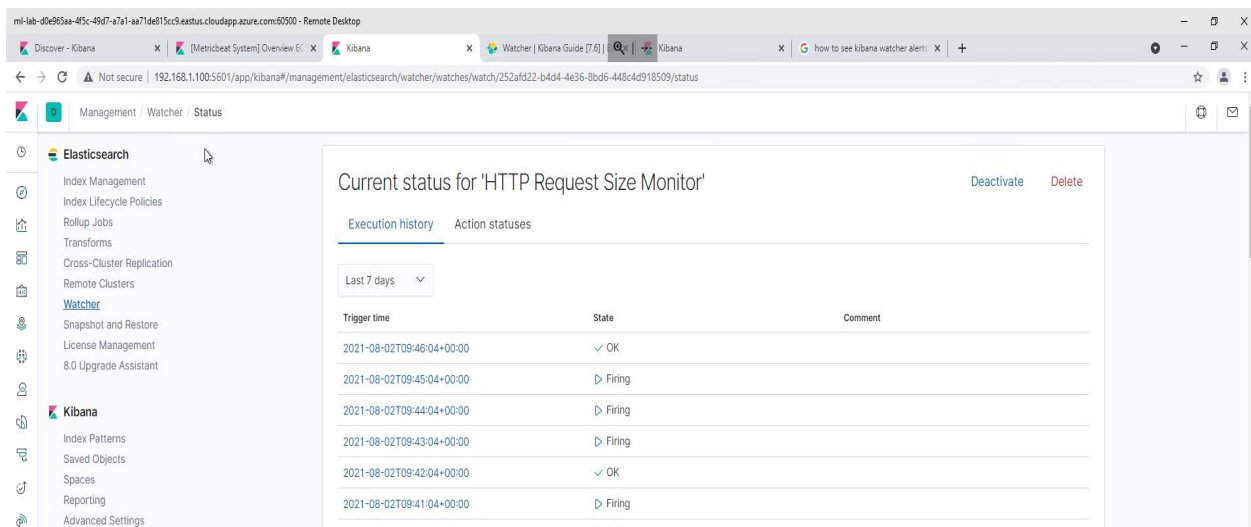 ml-lab-d0e965aa-4f5c-49d7-a7a1-aa71de815cc9.eastus.cloudapp.azure.com:60500 - Remote Desktop
Discover - Kibana
[Metricbeat System] Overview EC
Kibana
Watcher | Kibana Guide [7.6] | E
Kibana
how to see kibana watcher alerts
Not secure | 192.168.1.100:5601/app/kibana#/management/elasticsearch/watcher/watches/watch/252afd22-b4d4-4e36-8bd6-448c4d918509/status
D Management / Watcher / Status
Elasticsearch
Index Management
Index Lifecycle Policies
Rollup Jobs
Transforms
Cross-Cluster Replication
Remote Clusters
Watcher
Snapshot and Restore
License Management
8.0 Upgrade Assistant
Kibana
Index Patterns
Saved Objects
Spaces
Reporting
Advanced Settings
Current status for 'HTTP Request Size Monitor'
Deactivate Delete
Execution history Action statuses
Last 7 days
Trigger time State Comment
2021-08-02T09:46:04+00:00 OK
2021-08-02T09:45:04+00:00 Firing
2021-08-02T09:44:04+00:00 Firing
2021-08-02T09:43:04+00:00 Firing
2021-08-02T09:42:04+00:00 OK
2021-08-02T09:41:04+00:00 Firing